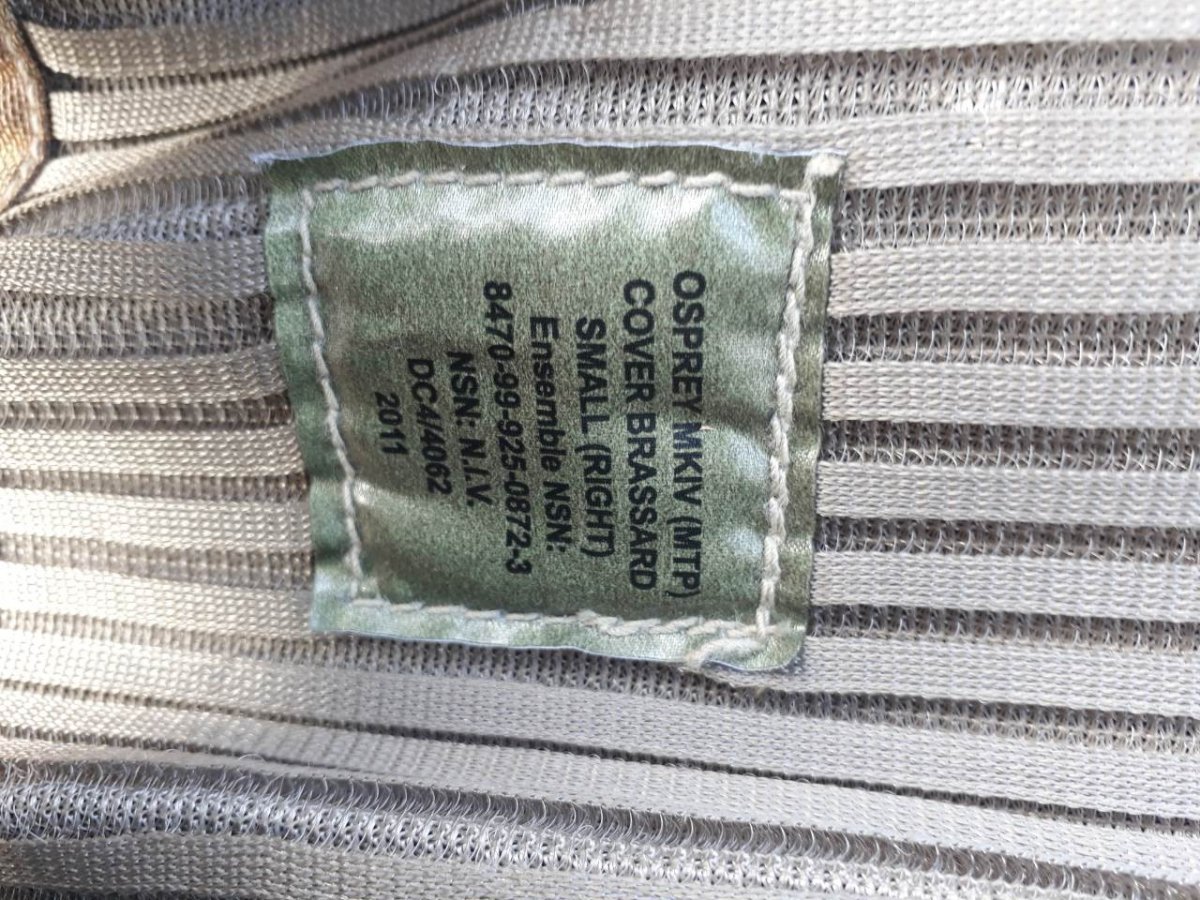 OSPREY MKIV (MTP)
COVER BRASSARD
SMALL (RIGHT)
Ensemble NSN:
8470-99-925-0872-3
NSN: N.I.V.
DC4/4062
2011